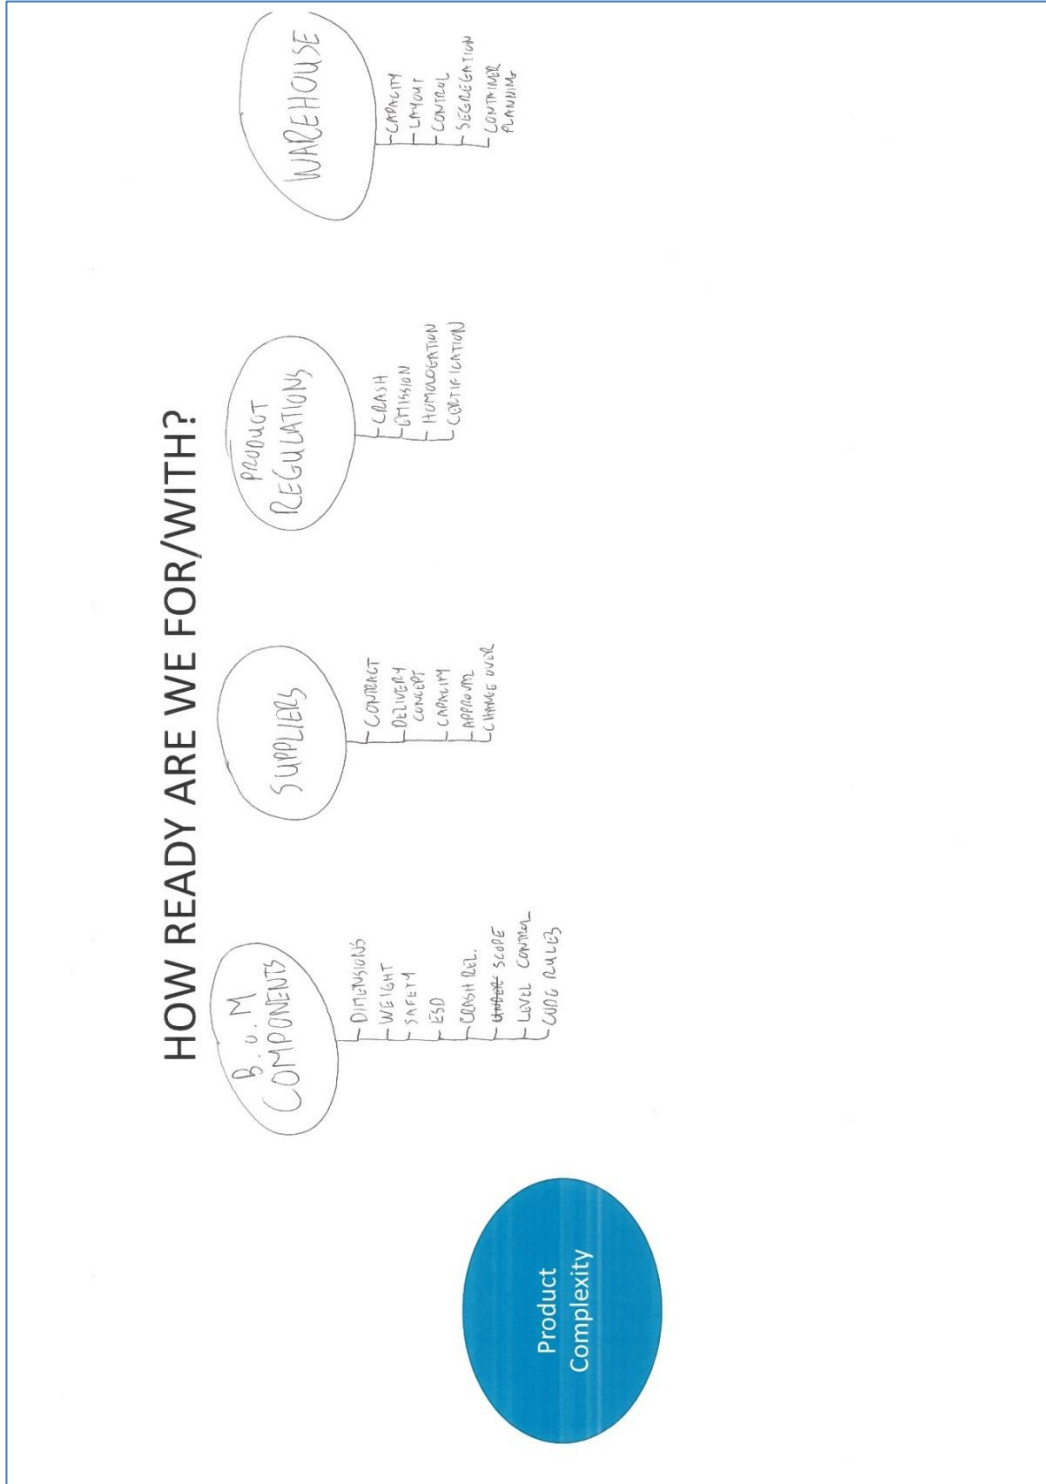 HOW READY ARE WE FOR/WITH?
B.o.M
COMPONENTS
DIMENSIONS
WEIGHT
SAFETY
ESD
CRASH REL.
UNDER SCOPE
LEVEL CONTROL
CODE RULES
SUPPLIERS
CONTRACT
DELIVERY
CONCEPT
CAPACITY
APPROVAL
CHANGE OVER
PRODUCT
REGULATIONS
CRASH
EMISSION
HOMOLOGATION
CERTIFICATION
WAREHOUSE
CAPACITY
LAYOUT
CONTROL
SEGREGATION
CONTAINER
PLANNING
Product
Complexity